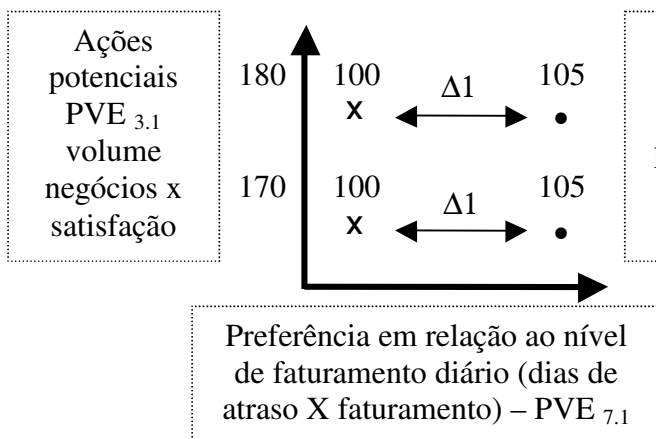 Ações
potenciais
PVE 3.1
volume
negócios x
satisfação
180 100 105
Δ1
x •
170 100 105
Δ1
x •
Preferência em relação ao nível
de faturamento diário (dias de
atraso X faturamento) – PVE 7.1